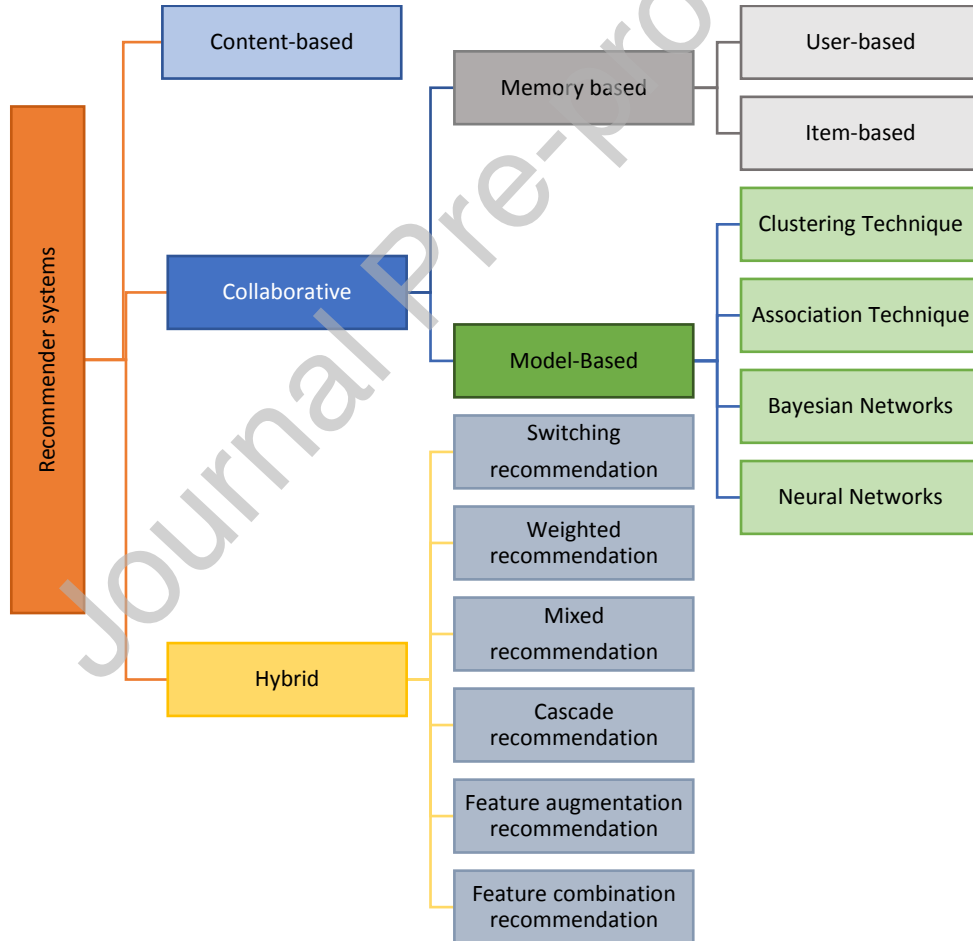 Recommender systems
Content-based
Collaborative
Hybrid
Memory based
Model-Based
User-based
Item-based
Clustering Technique
Association Technique
Bayesian Networks
Neural Networks
Switching
recommendation
Weighted
recommendation
Mixed
recommendation
Cascade
recommendation
Feature augmentation
recommendation
Feature combination
recommendation
Journal Pre-pro